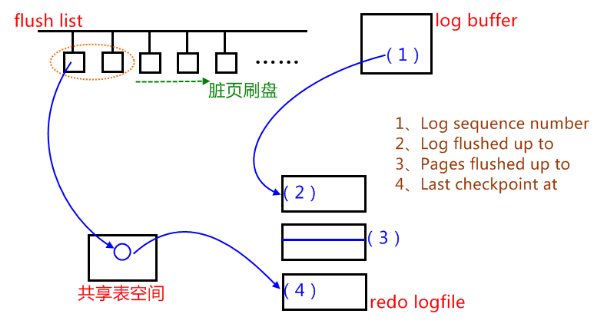 flush list
log buffer
(1)
……
脏页刷盘
1、Log sequence number
2、Log flushed up to
3、Pages flushed up to
4、Last checkpoint at
(2)
(3)
(4)
共享表空间
redo logfile